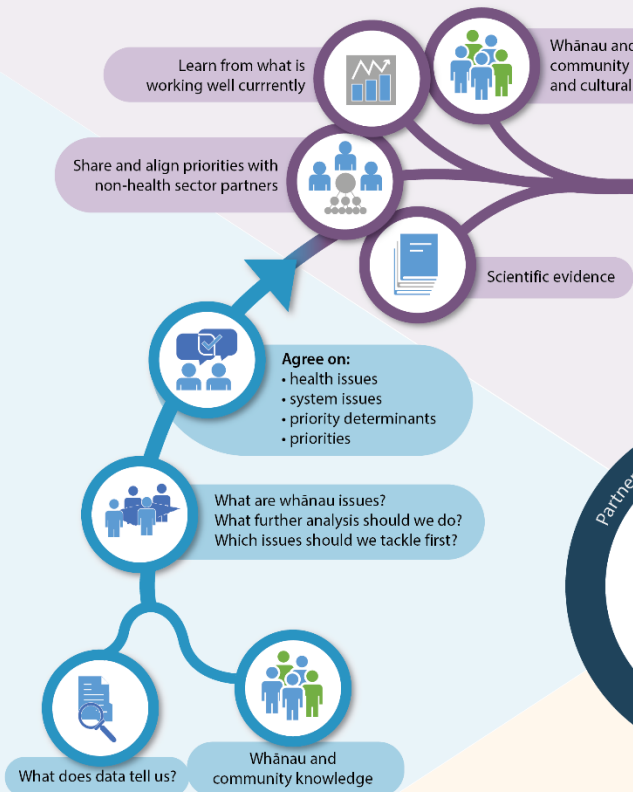 Learn from what is
working well currrently
Whānau and
community
and cultural
Share and align priorities with
non-health sector partners
Scientific evidence
Agree on:
• health issues
• system issues
• priority determinants
• priorities
What are whānau issues?
What further analysis should we do?
Which issues should we tackle first?
Partner
What does data tell us?
Whānau and
community knowledge